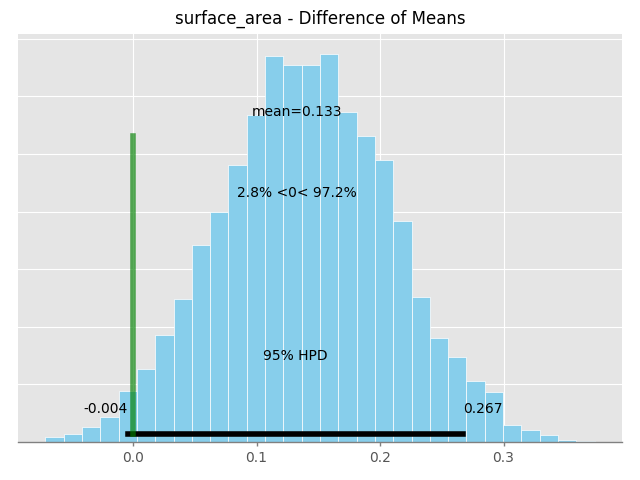 surface_area - Difference of Means
mean=0.133
2.8% <0< 97.2%
95% HPD
-0.004
0.267
0.0
0.1
0.2
0.3